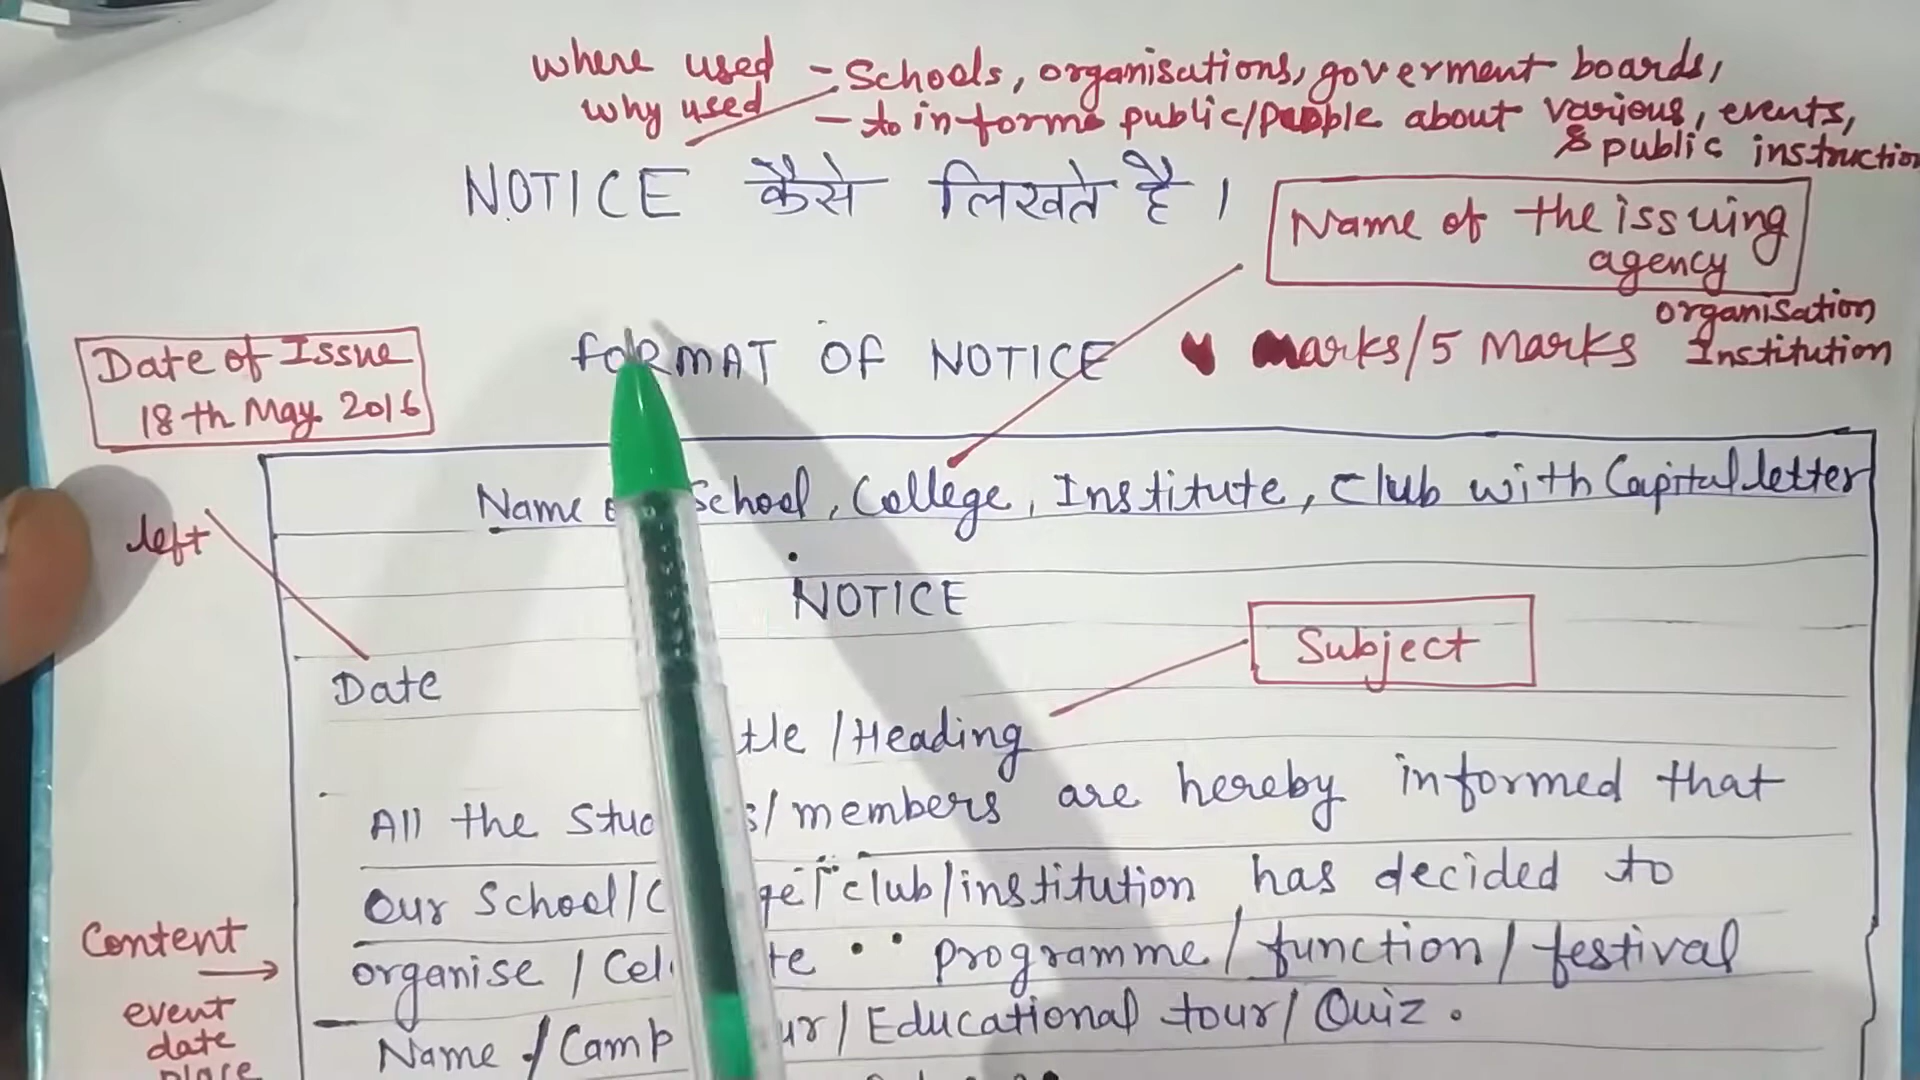 where used - Schools, organisations, goverment boards,
why used - to informs public/people about various, events,
& public instruction
NOTICE कैसे लिखते है ।
Name of the issuing
agency
organisation
Institution
Date of Issue
18th May 2016
FORMAT OF NOTICE
marks/5 Marks
left
Name School, College, Institute, Club with Capital letter
NOTICE
Subject
Date
/Heading
All the members are hereby informed that
Our School/ club/institution has decided to
organise / programme / function / festival
Name / Camp / Educational tour / Quiz .
Content
event
date
place